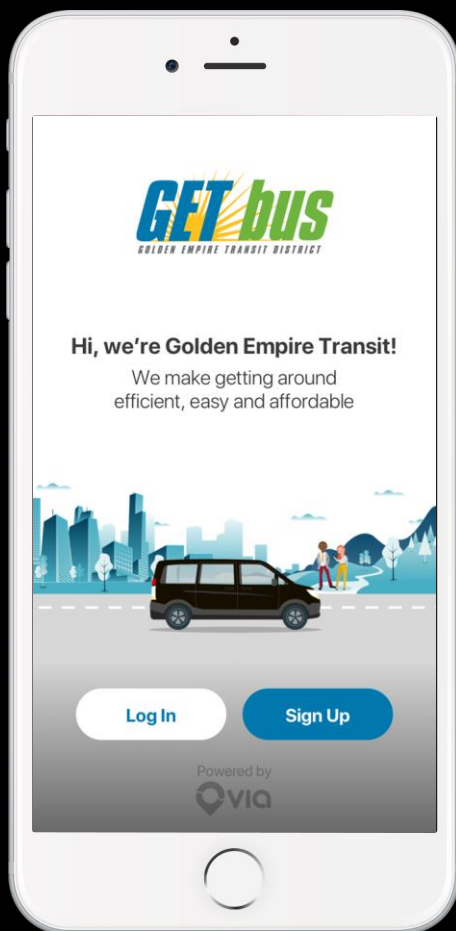 GET bus
GOLDEN EMPIRE TRANSIT DISTRICT
Hi, we're Golden Empire Transit!
We make getting around
efficient, easy and affordable
Log In
Sign Up
Powered by
via